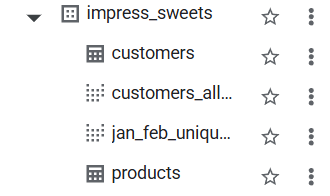 impress_sweets
customers
customers_all...
jan_feb_uniqu...
products